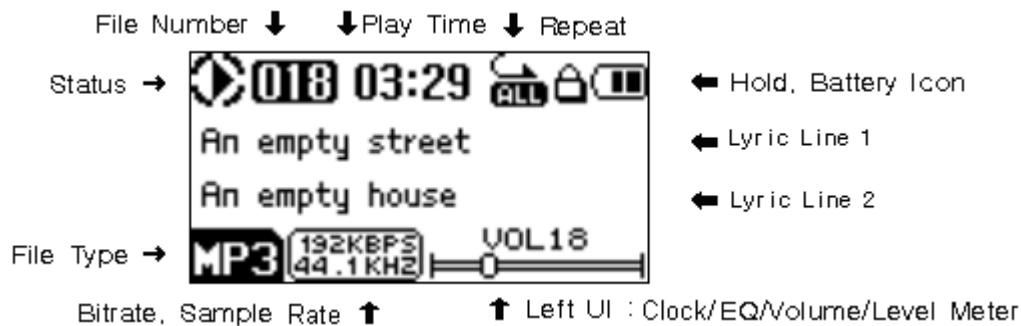 File Number ↓ ↓Play Time ↓ Repeat
Status → 018 03:29 ALL ← Hold, Battery Icon
An empty street ← Lyric Line 1
An empty house ← Lyric Line 2
File Type → MP3 192KBPS 44.1KHZ VOL18
Bitrate, Sample Rate ↑ ↑ Left UI : Clock/EQ/Volume/Level Meter